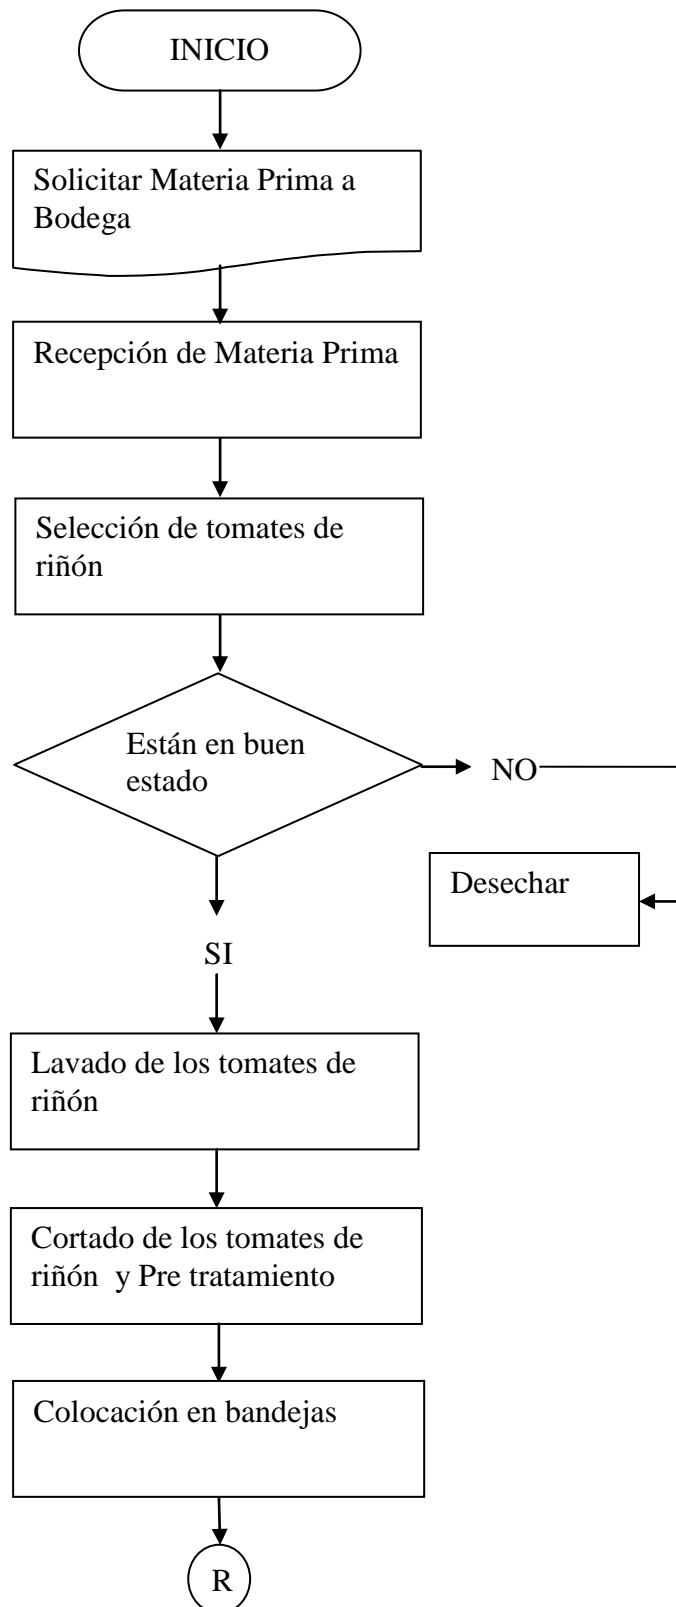 INICIO
Solicitar Materia Prima a
Bodega
Recepción de Materia Prima
Selección de tomates de
riñón
Están en buen
estado
NO
Desechar
SI
Lavado de los tomates de
riñón
Cortado de los tomates de
riñón  y Pre tratamiento
Colocación en bandejas
R